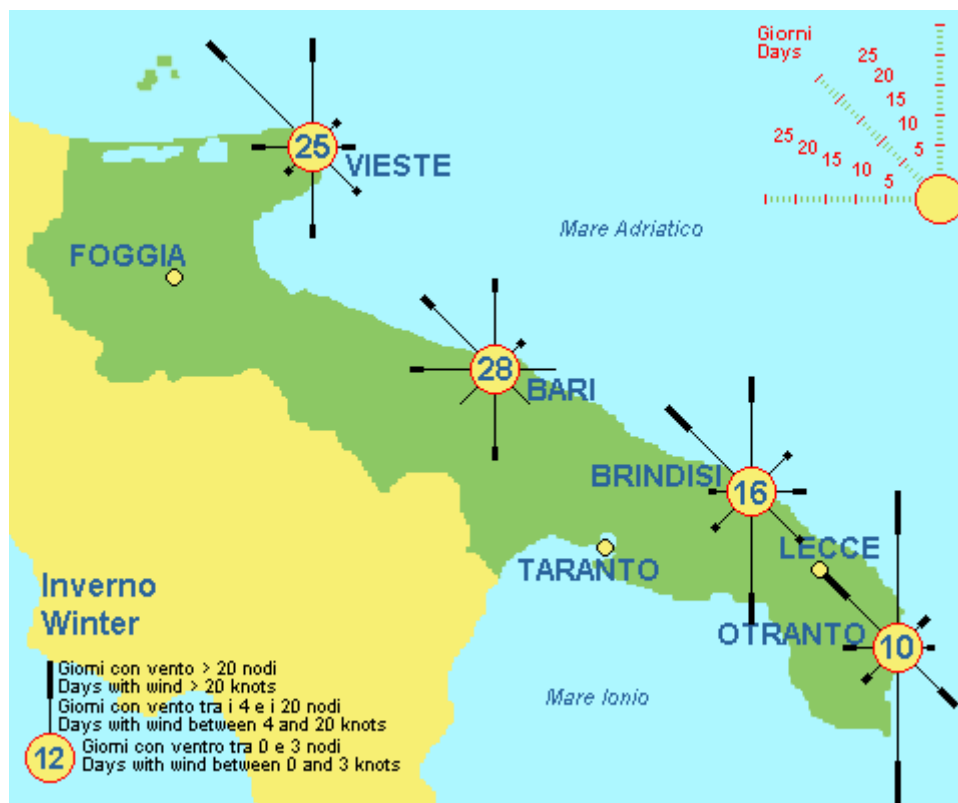 Giorni
Days
25
20
15
10
5
25
20
15
10
5
25
VIESTE
Mare Adriatico
FOGGIA
28
BARI
BRINDISI
16
LECCE
TARANTO
OTRANTO
10
Mare Ionio
Inverno
Winter
Giorni con vento > 20 nodi
Days with wind > 20 knots
Giorni con vento tra i 4 e i 20 nodi
Days with wind between 4 and 20 knots
12
Giorni con ventro tra 0 e 3 nodi
Days with wind between 0 and 3 knots